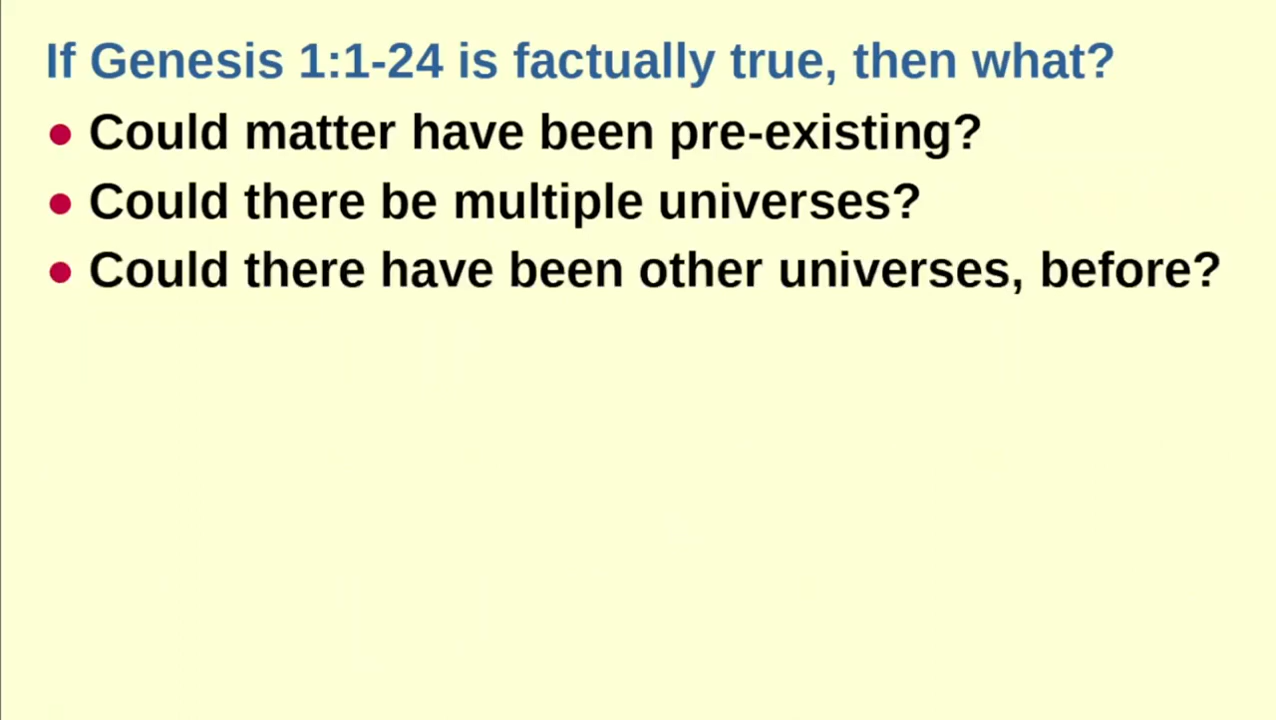 If Genesis 1:1-24 is factually true, then what?
● Could matter have been pre-existing?
● Could there be multiple universes?
● Could there have been other universes, before?